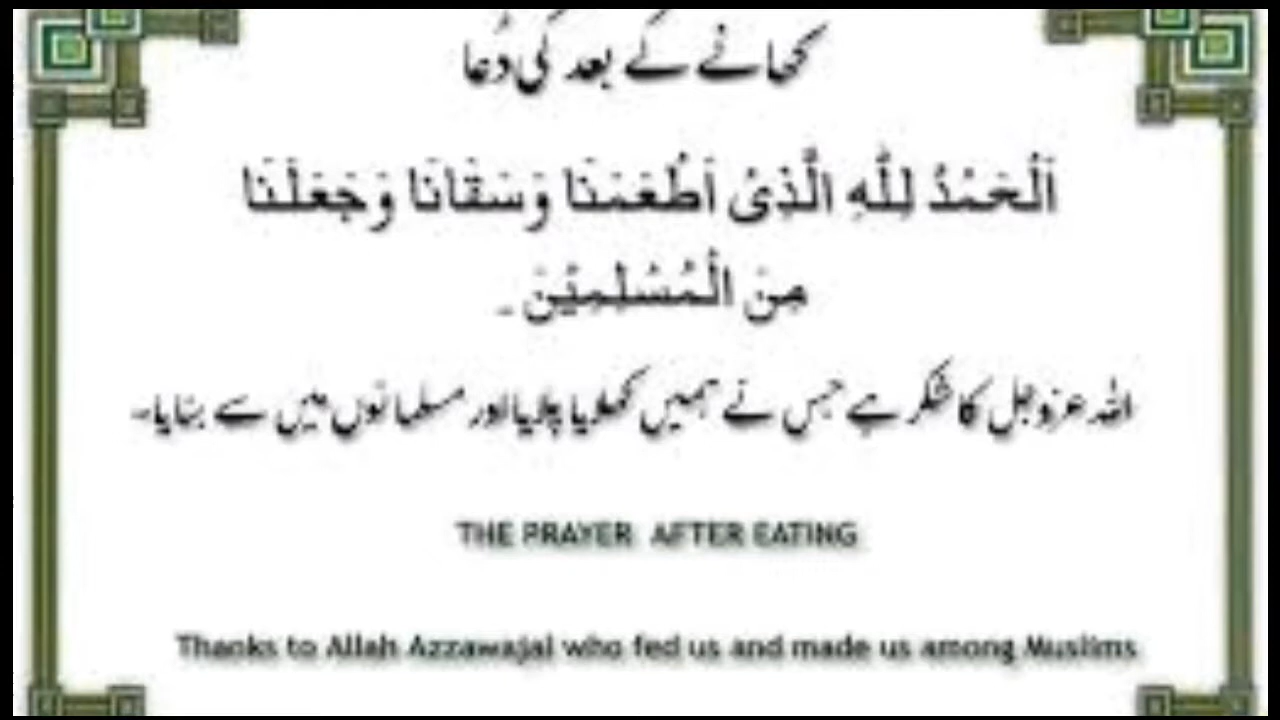 کھانے کے بعد کی دُعا
اَلْحَمْدُ لِلّٰهِ الَّذِیْ اَطْعَمَنَا وَسَقَانَا وَجَعَلَنَا
مِنَ الْمُسْلِمِیْنَ۔
اللہ عزوجل کا شکر ہے جس نے ہمیں کھلایا پلایا اور مسلمانوں میں سے بنایا۔
THE PRAYER AFTER EATING
Thanks to Allah Azzawajal who fed us and made us among Muslims